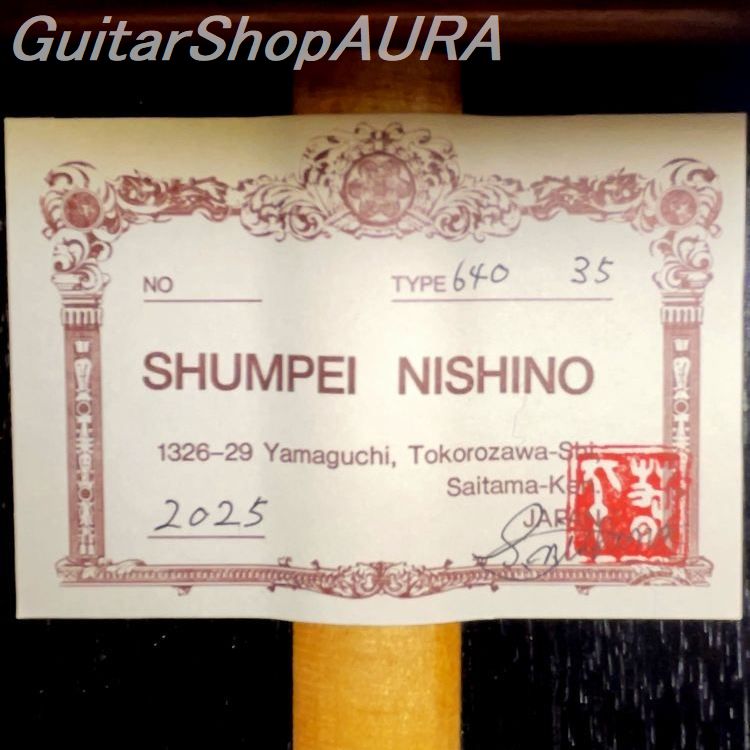 GuitarShopAURA
NO
TYPE 640 35
SHUMPEI NISHINO
1326-29 Yamaguchi, Tokorozawa-Shi,
Saitama-Ken.
2025
JAPAN